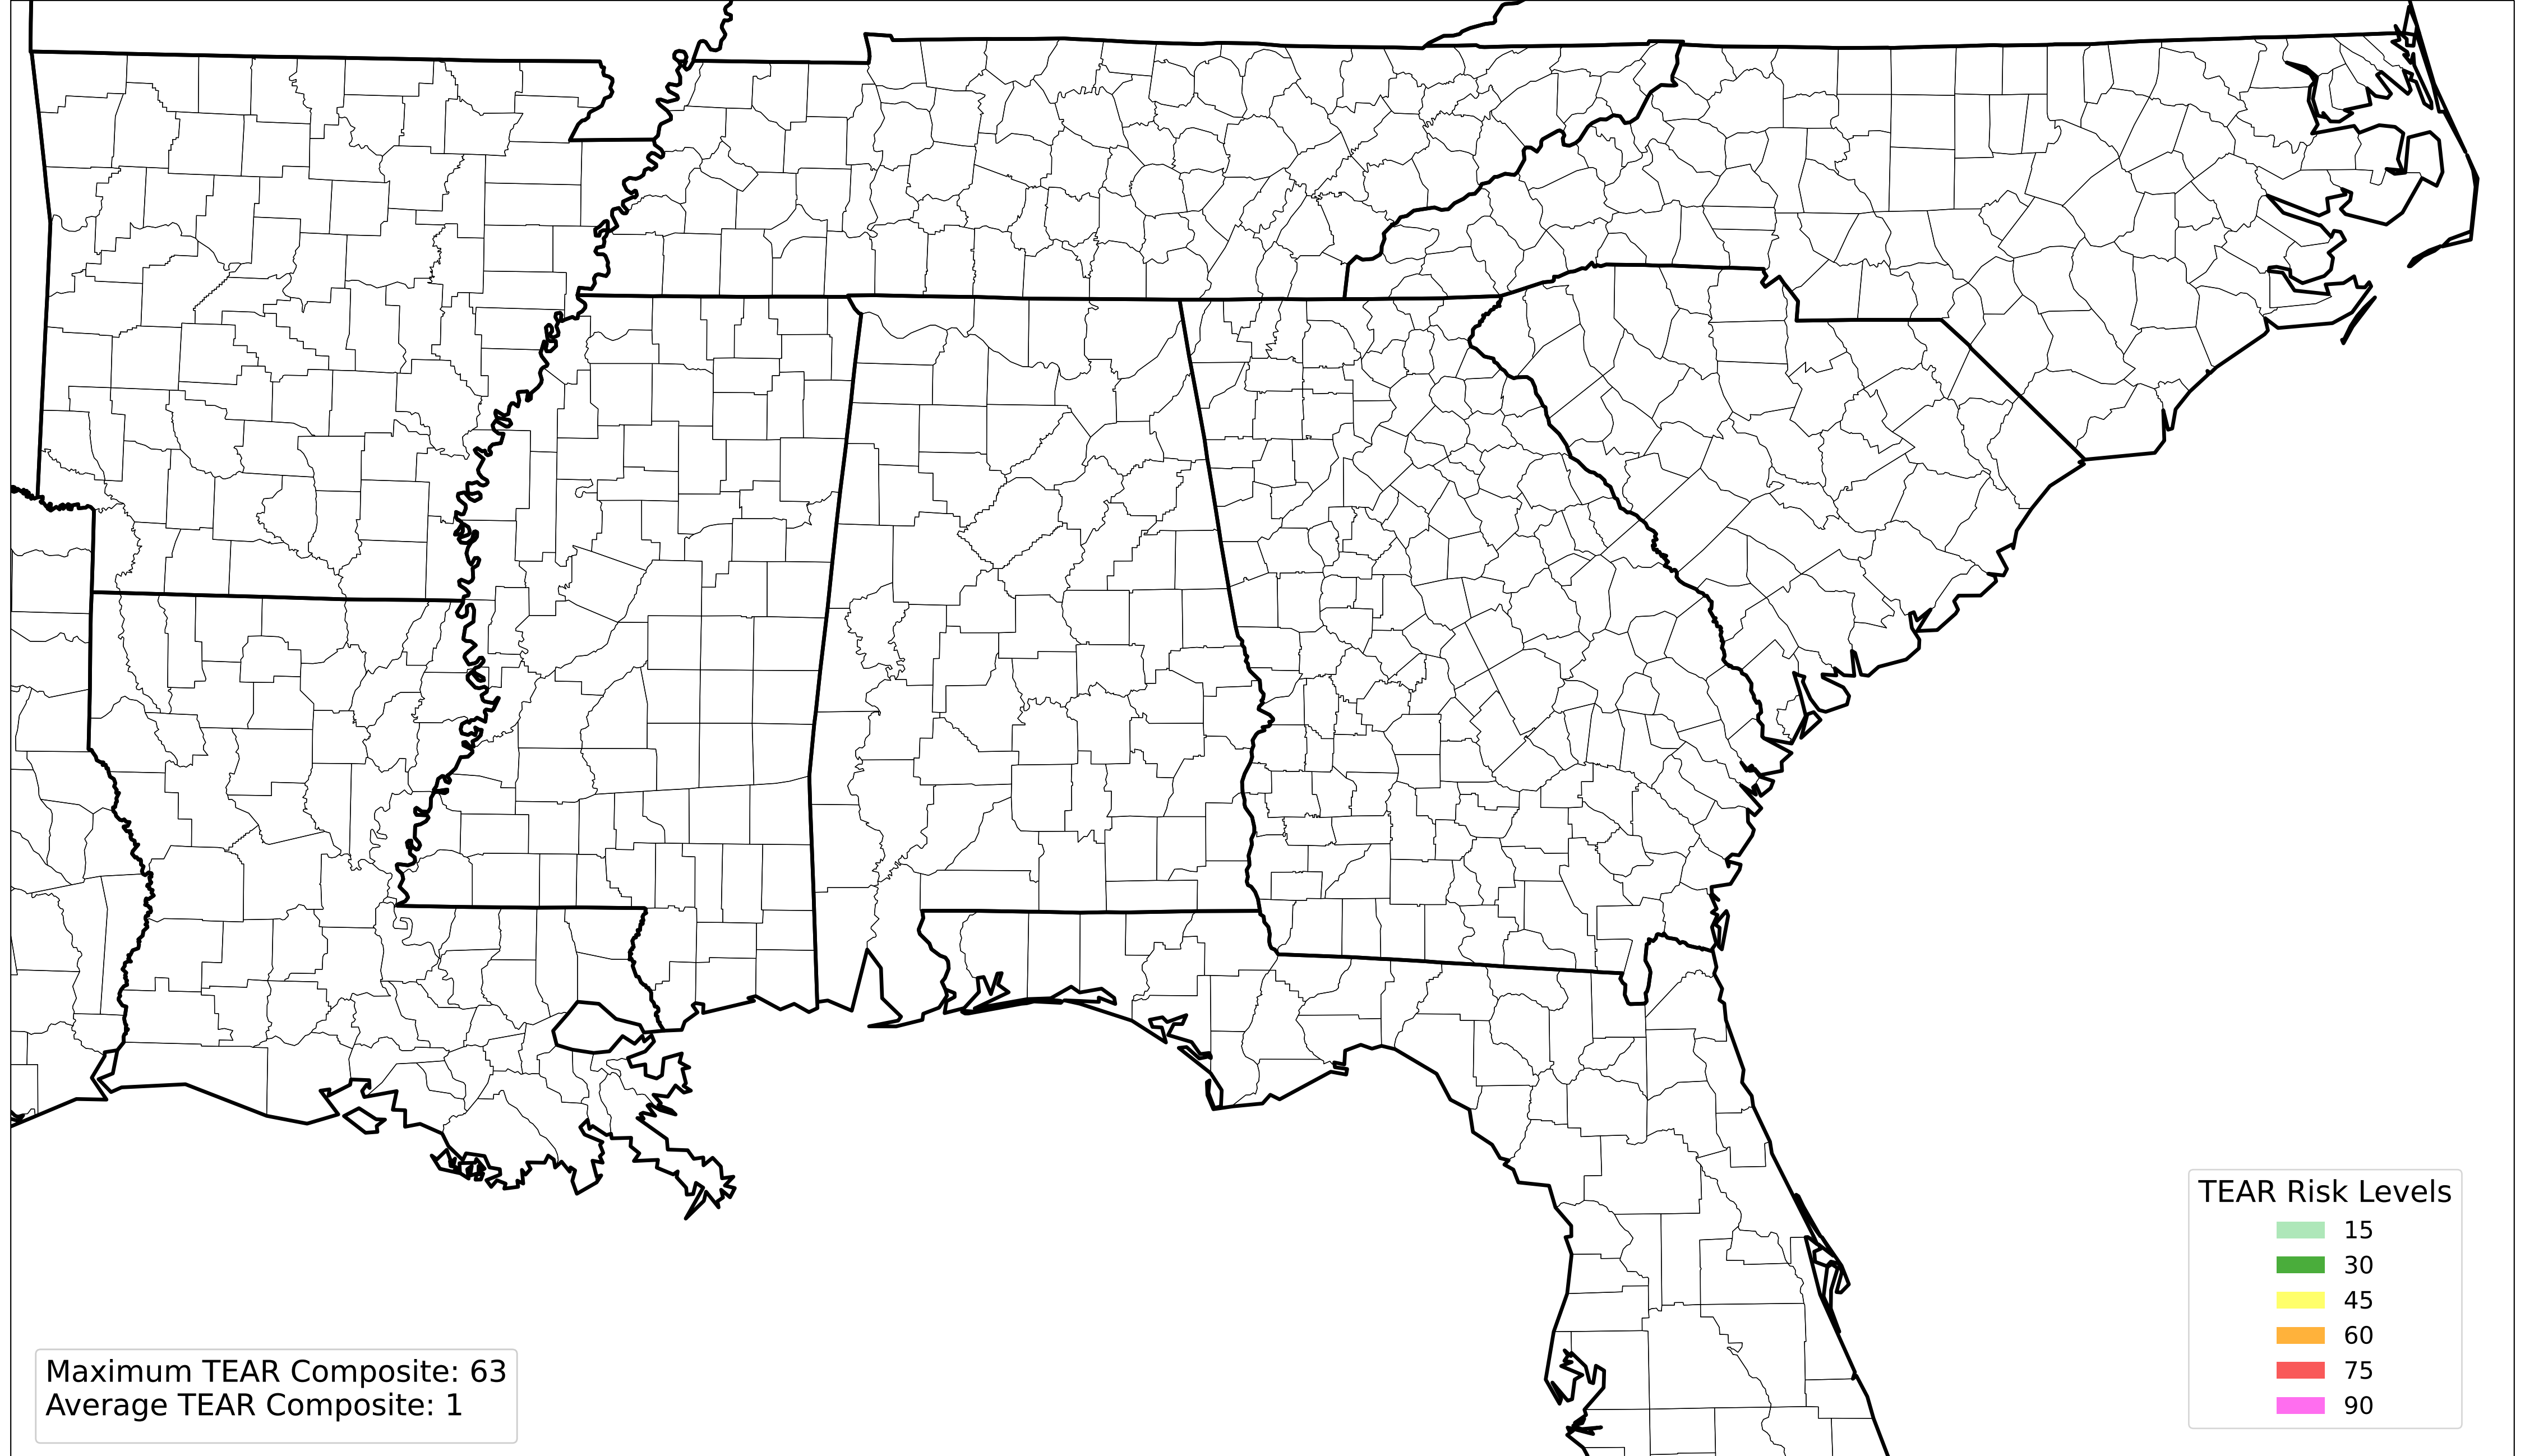 TEAR Risk Levels
15
30
45
60
75
90
Maximum TEAR Composite: 63
Average TEAR Composite: 1